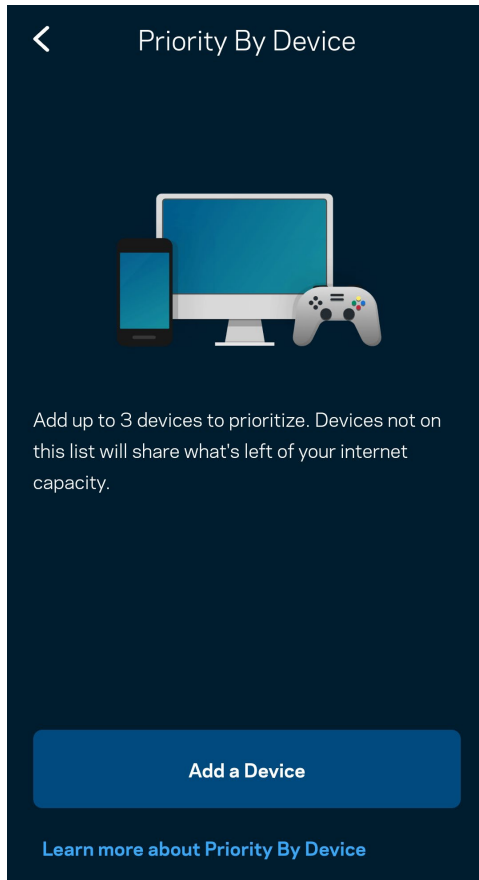 Priority By Device
Add up to 3 devices to prioritize. Devices not on
this list will share what's left of your internet
capacity.
Add a Device
Learn more about Priority By Device